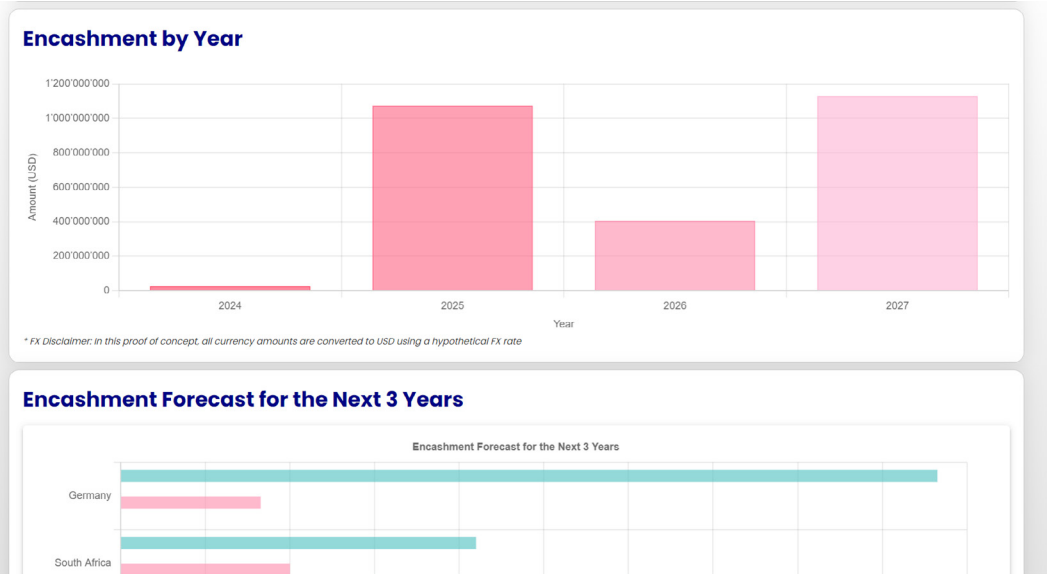 Encashment by Year
1'200'000'000
1'000'000'000
800'000'000
600'000'000
400'000'000
200'000'000
0
Amount (USD)
2024 2025 2026 2027
Year
* FX Disclaimer: In this proof of concept, all currency amounts are converted to USD using a hypothetical FX rate
Encashment Forecast for the Next 3 Years
Encashment Forecast for the Next 3 Years
Germany
South Africa